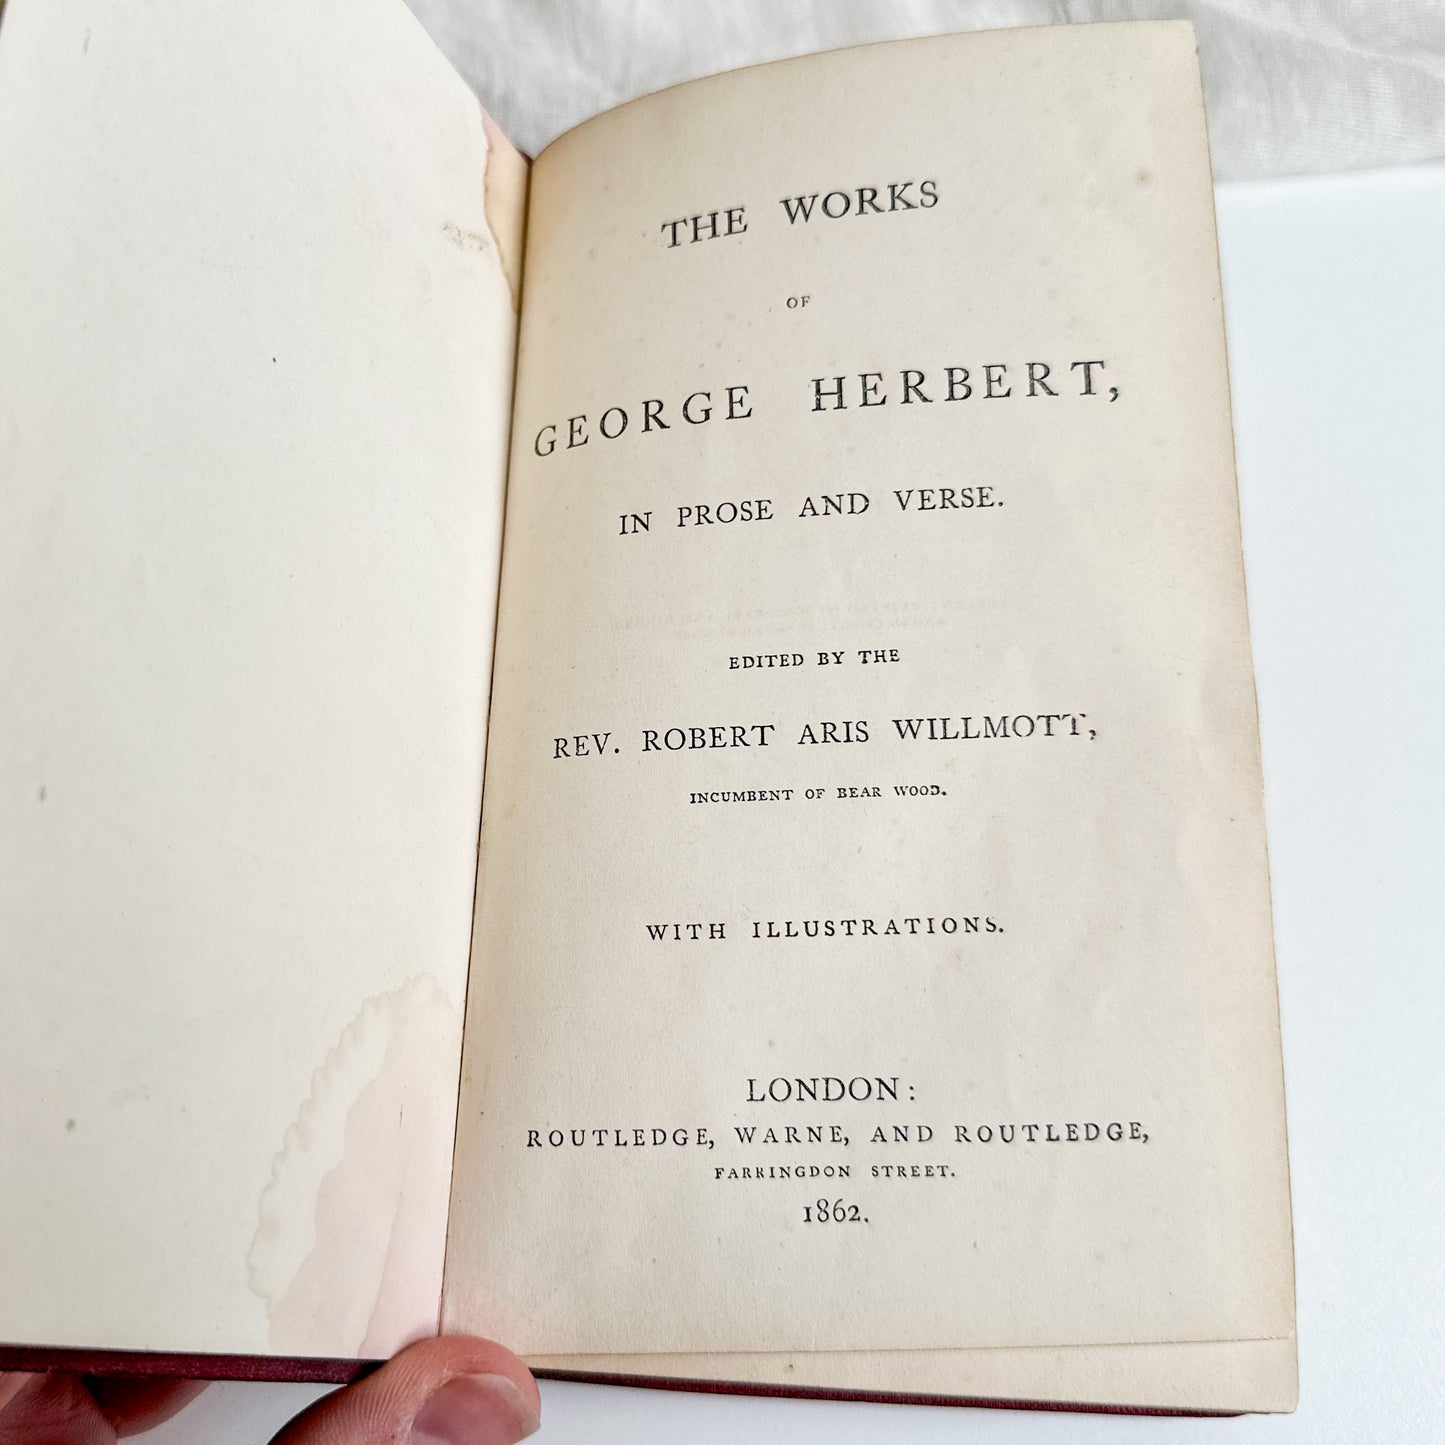 THE WORKS
OF
GEORGE HERBERT,
IN PROSE AND VERSE.
EDITED BY THE
REV. ROBERT ARIS WILLMOTT,
INCUMBENT OF BEAR WOOD.
WITH ILLUSTRATIONS.
LONDON:
ROUTLEDGE, WARNE, AND ROUTLEDGE,
FARRINGDON STREET.
1862.